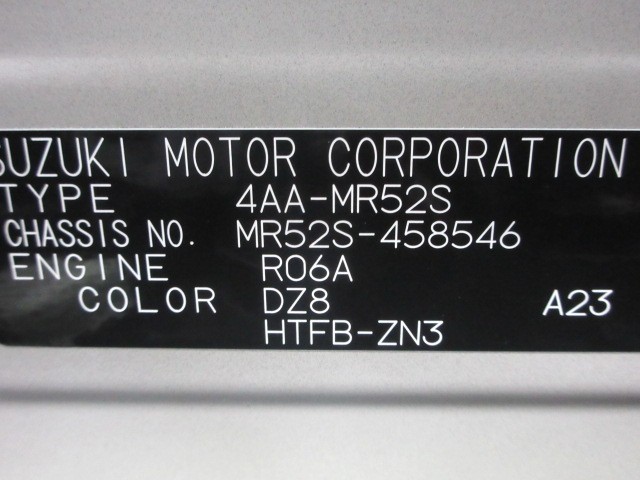 SUZUKI MOTOR CORPORATION
TYPE 4AA-MR52S
CHASSIS NO. MR52S-458546
ENGINE R06A
COLOR DZ8 A23
HTFB-ZN3